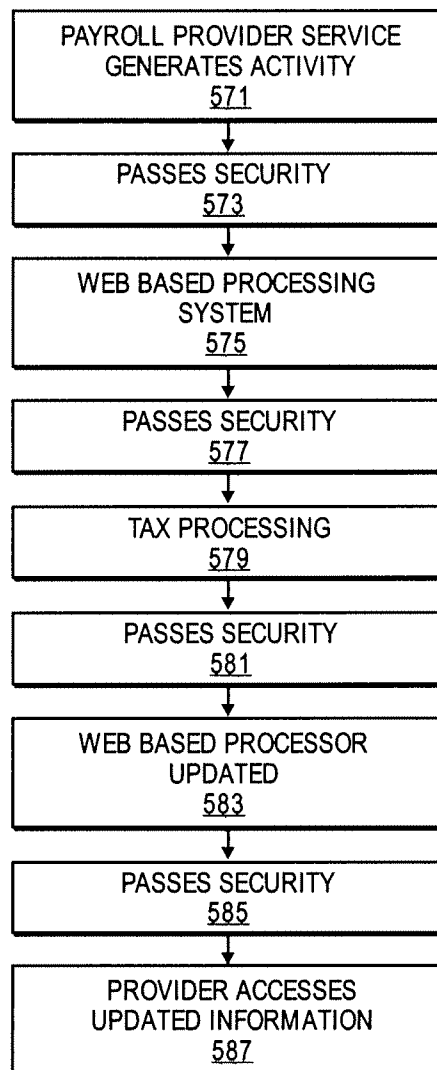 PAYROLL PROVIDER SERVICE
GENERATES ACTIVITY
571
PASSES SECURITY
573
WEB BASED PROCESSING
SYSTEM
575
PASSES SECURITY
577
TAX PROCESSING
579
PASSES SECURITY
581
WEB BASED PROCESSOR
UPDATED
583
PASSES SECURITY
585
PROVIDER ACCESSES
UPDATED INFORMATION
587